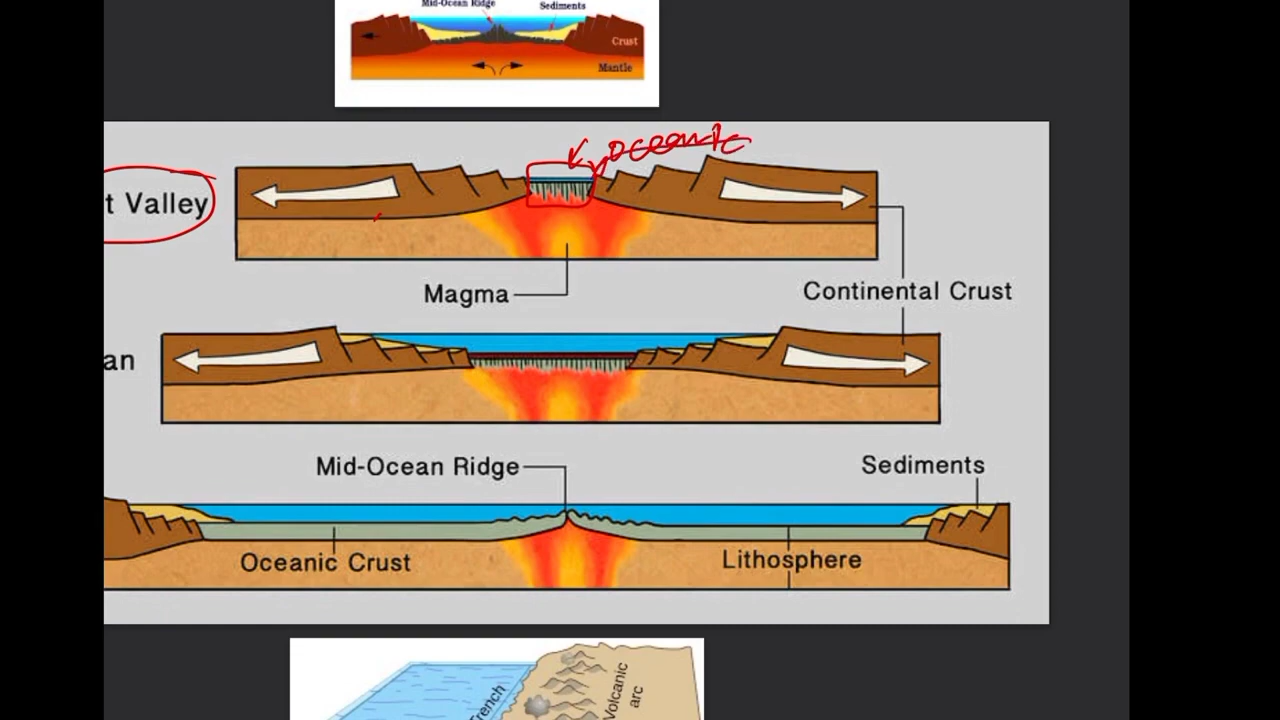 Mid-Ocean Ridge
Sediments
Crust
Mantle
oceanic
t Valley
Magma
Continental Crust
an
Mid-Ocean Ridge
Sediments
Oceanic Crust
Lithosphere
Trench
Volcanic
arc